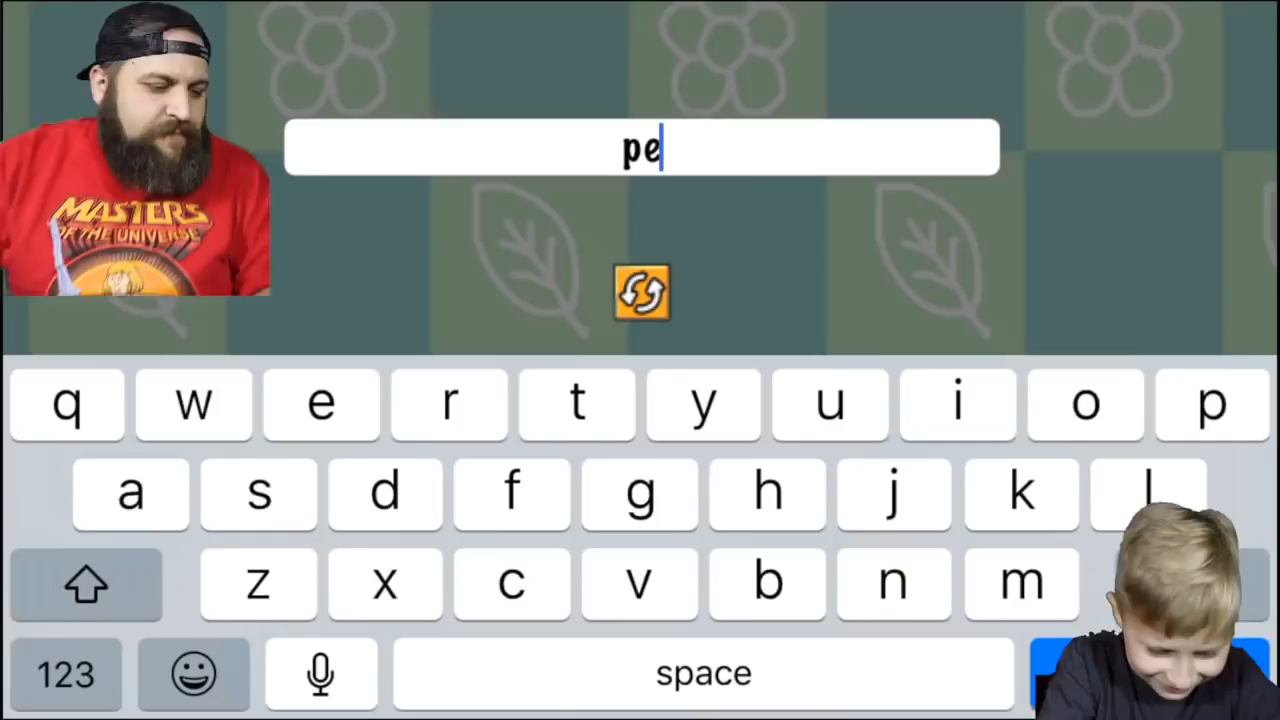 MASTERS
OF THE UNIVERSE
pe
q w e r t y u i o p
a s d f g h j k l
z x c v b n m
123 space